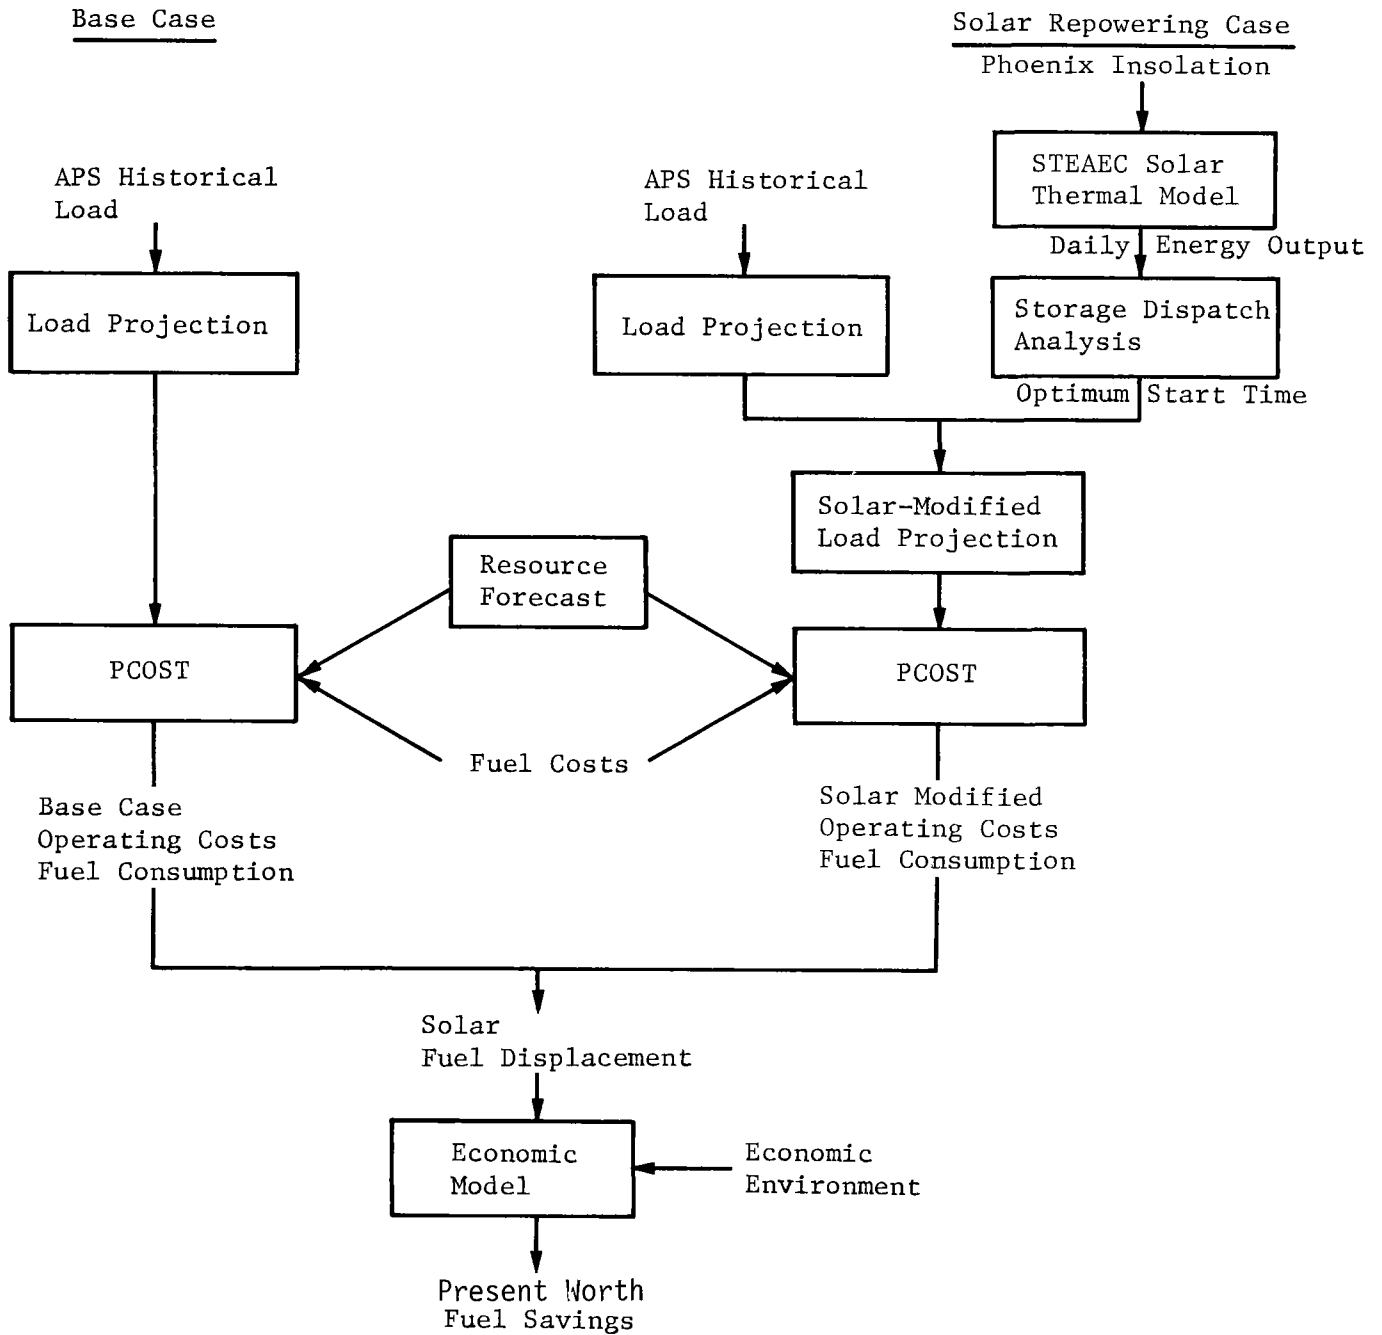 Base Case
Solar Repowering Case
Phoenix Insolation
STEAEC Solar
Thermal Model
Daily Energy Output
APS Historical
Load
APS Historical
Load
Load Projection
Load Projection
Storage Dispatch
Analysis
Optimum Start Time
Solar-Modified
Load Projection
Resource
Forecast
PCOST
PCOST
Fuel Costs
Base Case
Operating Costs
Fuel Consumption
Solar Modified
Operating Costs
Fuel Consumption
Solar
Fuel Displacement
Economic
Model
Economic
Environment
Present Worth
Fuel Savings